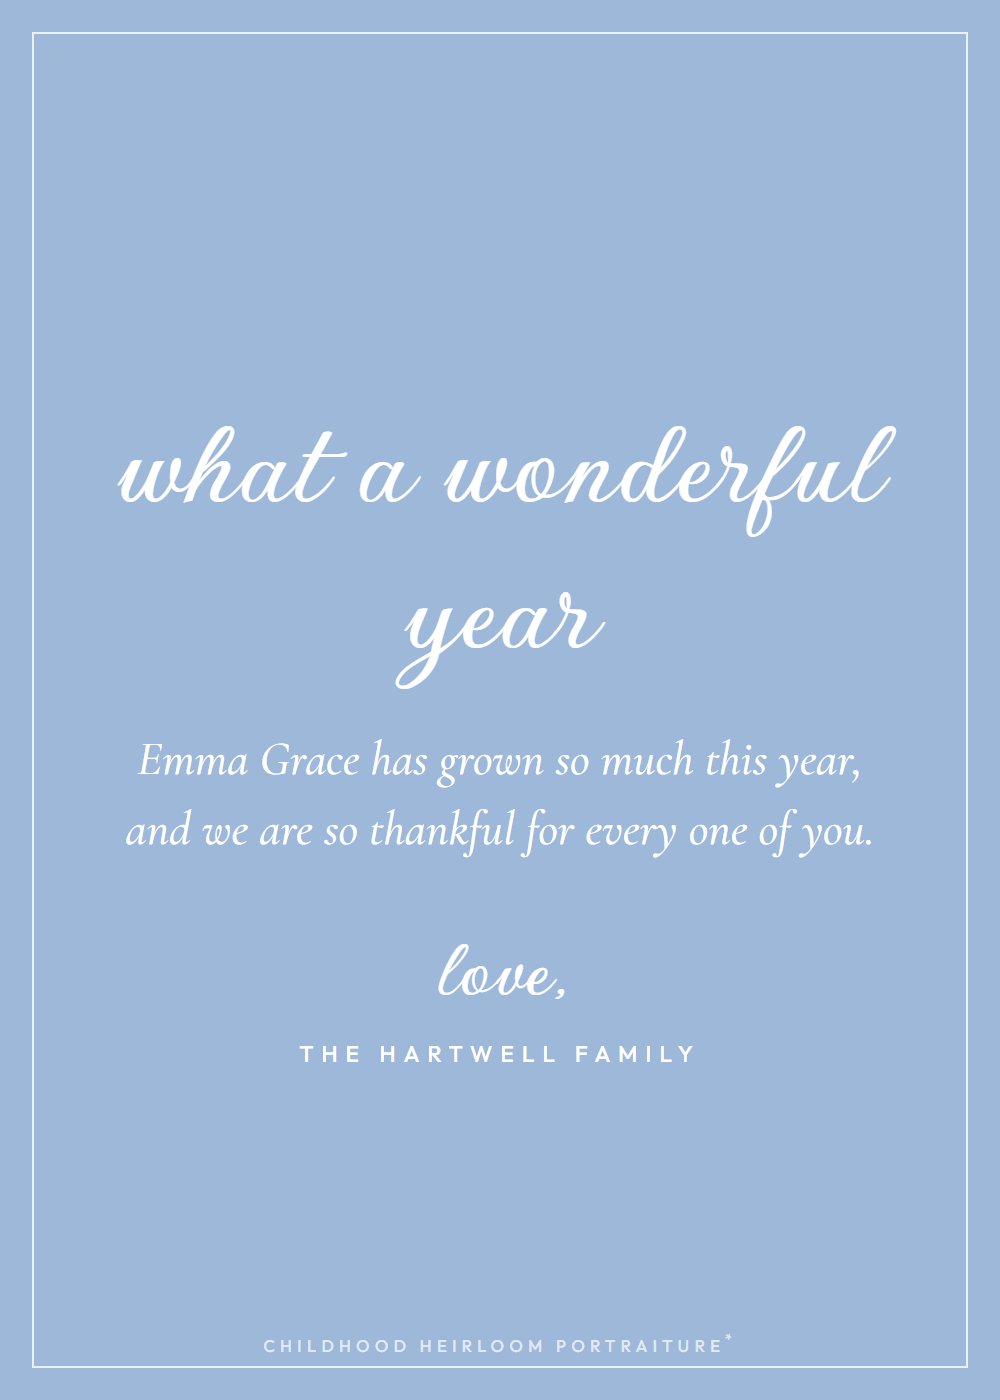 what a wonderful
year
Emma Grace has grown so much this year,
and we are so thankful for every one of you.
love,
THE HARTWELL FAMILY
CHILDHOOD HEIRLOOM PORTRAITURE*